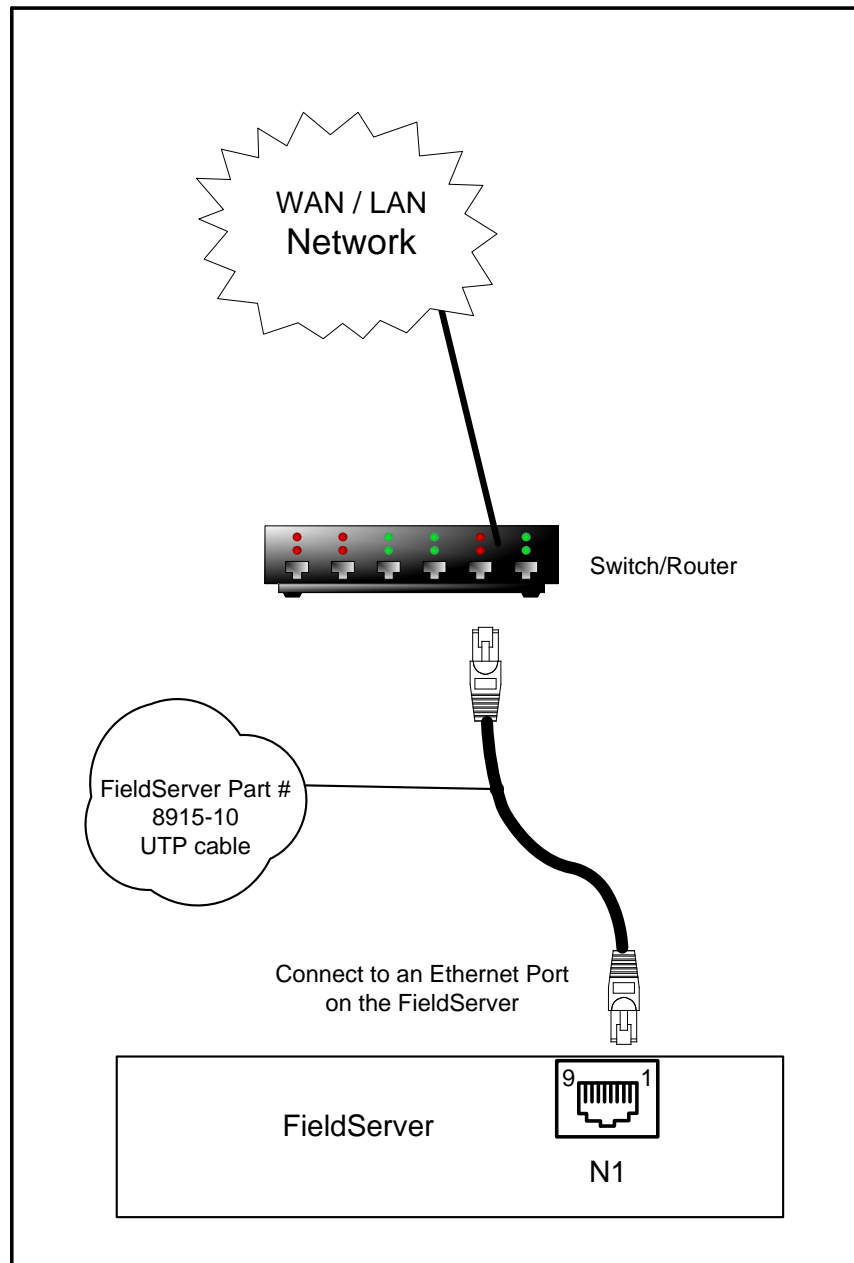 WAN / LAN
Network
Switch/Router
FieldServer Part #
8915-10
UTP cable
Connect to an Ethernet Port
on the FieldServer
9 1
FieldServer
N1